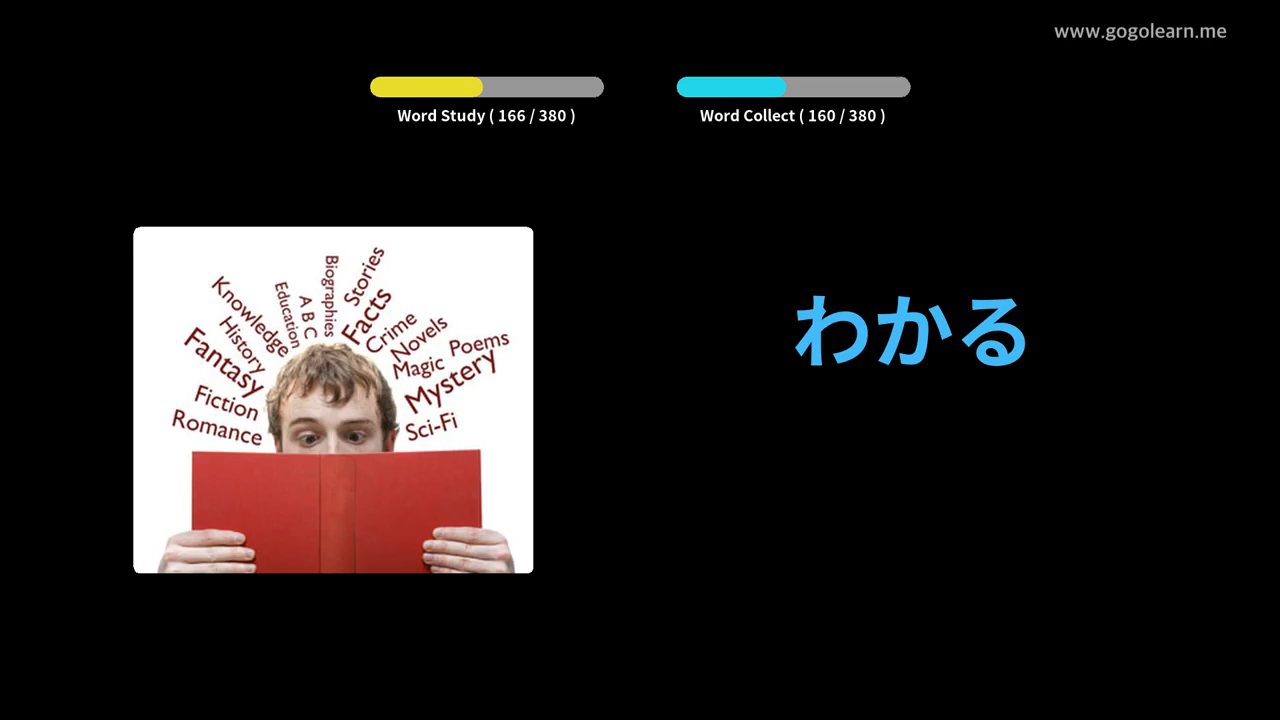 www.gogolearn.me
Word Study ( 166 / 380 )
Word Collect ( 160 / 380 )
Knowledge
History
Fantasy
Fiction
Romance
Education
A B C
Biographies
Stories
Facts
Crime
Novels
Magic
Poems
Mystery
Sci-Fi
わかる